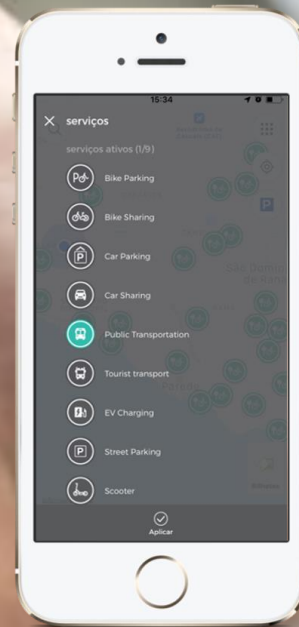 15:34
serviços
serviços ativos (1/9)
Bike Parking
Bike Sharing
Car Parking
Car Sharing
Public Transportation
Tourist transport
EV Charging
Street Parking
Scooter
Aplicar